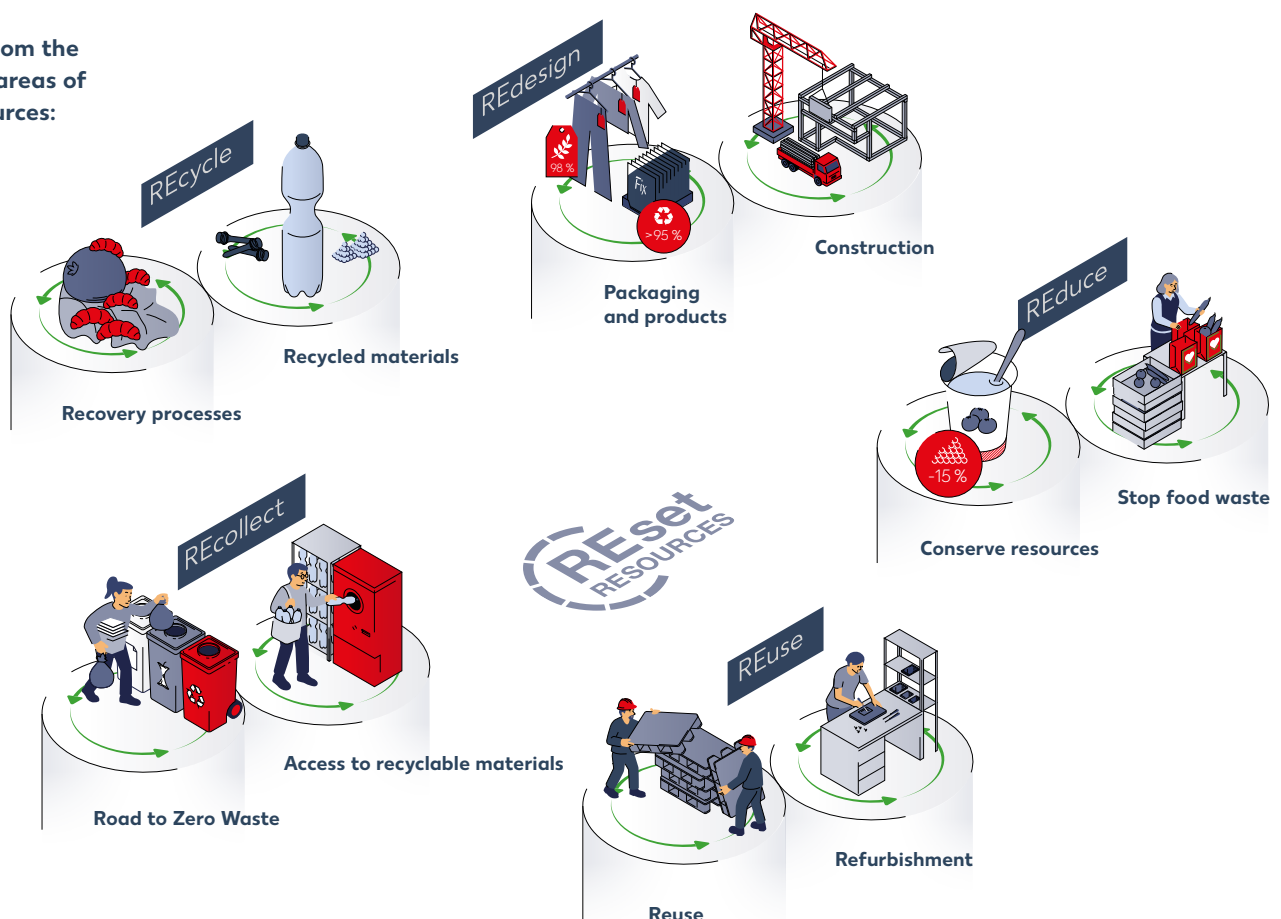 om the
areas of
urces:
REdesign
98 %
Fix
>95 %
Packaging
and products
Construction
REcycle
Recovery processes
Recycled materials
REduce
-15 %
Conserve resources
Stop food waste
REcollect
Road to Zero Waste
Access to recyclable materials
REset
RESOURCES
REuse
Reuse
Refurbishment